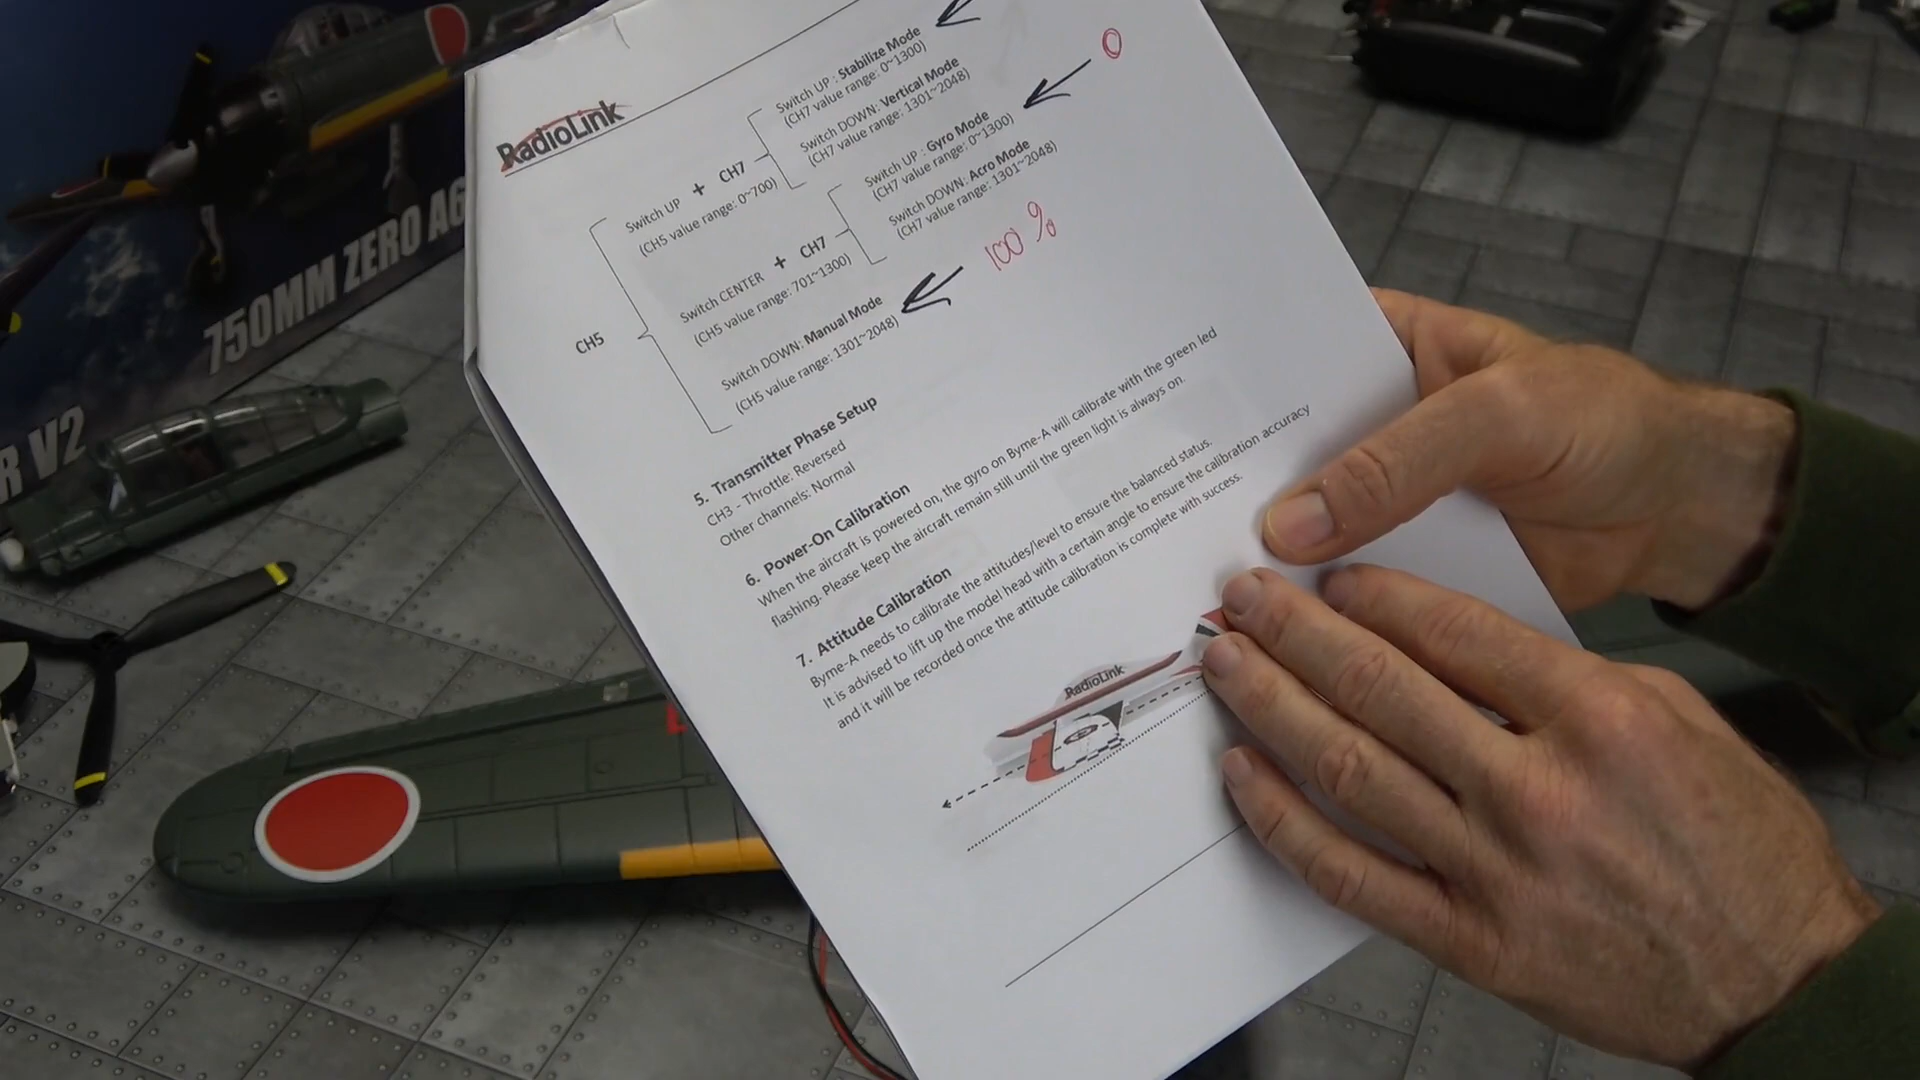 RadioLink
Switch UP : Stabilize Mode
(CH7 value range: 0~1300)
Switch UP + CH7
(CH5 value range: 0~700)
Switch DOWN: Vertical Mode
(CH7 value range: 1301~2048)
0
Switch UP : Gyro Mode
(CH7 value range: 0~1300)
Switch CENTER + CH7
(CH5 value range: 701~1300)
Switch DOWN: Acro Mode
(CH7 value range: 1301~2048)
100 %
CH5
Switch DOWN: Manual Mode
(CH5 value range: 1301~2048)
5. Transmitter Phase Setup
CH3 - Throttle: Reversed
Other channels: Normal
6. Power-On Calibration
When the aircraft is powered on, the gyro on Byme-A will calibrate with the green led
flashing. Please keep the aircraft remain still until the green light is always on.
7. Attitude Calibration
Byme-A needs to calibrate the attitudes/level to ensure the balanced status.
It is advised to lift up the model head with a certain angle to ensure the calibration accuracy
and it will be recorded once the attitude calibration is complete with success.
RadioLink
750MM ZERO A6
R V2